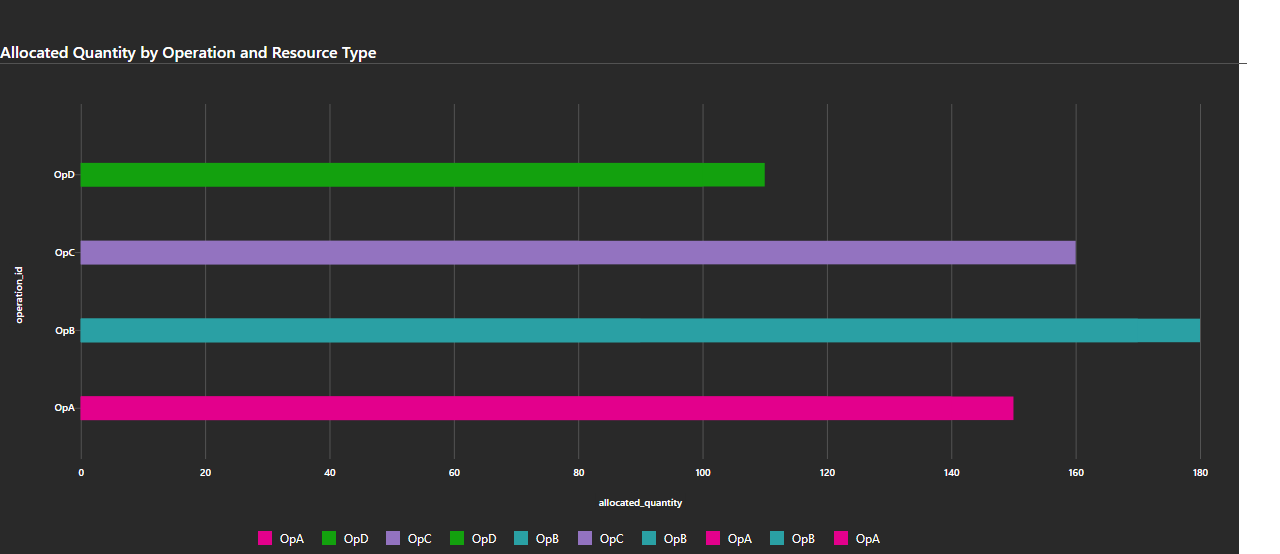 Allocated Quantity by Operation and Resource Type
OpD
OpC
operation_id
OpB
OpA
0 20 40 60 80 100 120 140 160 180
allocated_quantity
OpA OpD OpC OpD OpB OpC OpB OpA OpB OpA